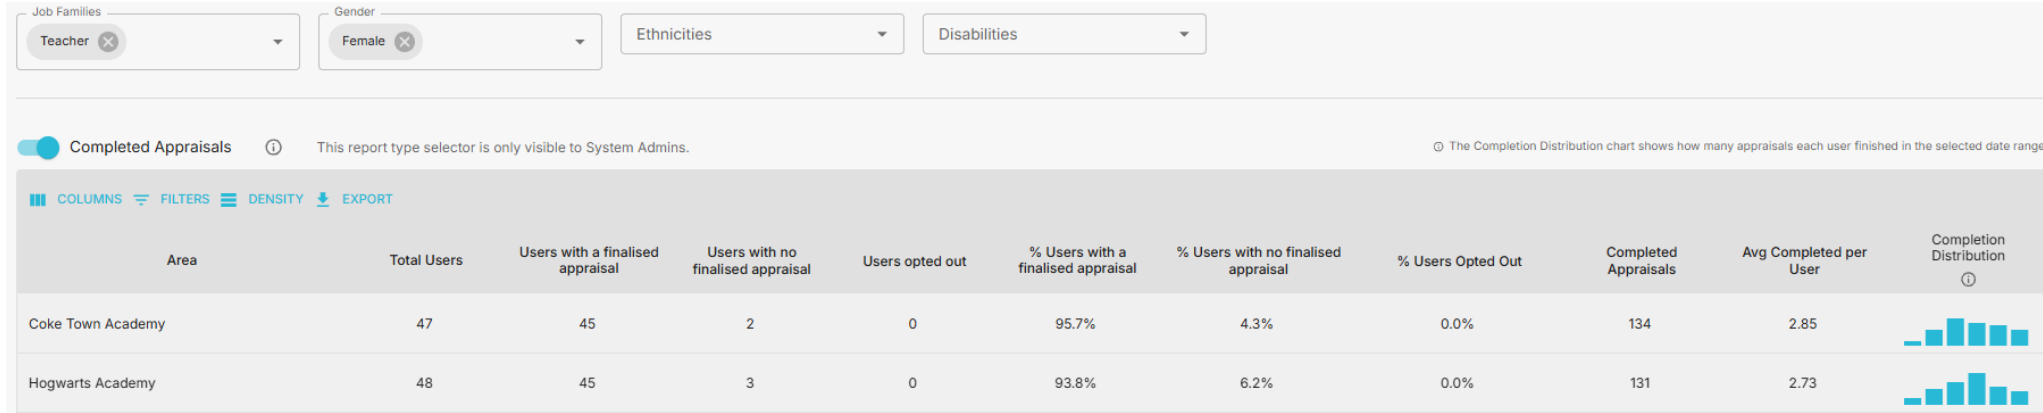 Job Families
Gender
Teacher
Female
Ethnicities
Disabilities
Completed Appraisals
This report type selector is only visible to System Admins.
The Completion Distribution chart shows how many appraisals each user finished in the selected date range
COLUMNS FILTERS DENSITY EXPORT
Area
Total Users
Users with a finalised
appraisal
Users with no
finalised appraisal
Users opted out
% Users with a
finalised appraisal
% Users with no finalised
appraisal
% Users Opted Out
Completed
Appraisals
Avg Completed per
User
Completion
Distribution
Coke Town Academy 47 45 2 0 95.7% 4.3% 0.0% 134 2.85
Hogwarts Academy 48 45 3 0 93.8% 6.2% 0.0% 131 2.73